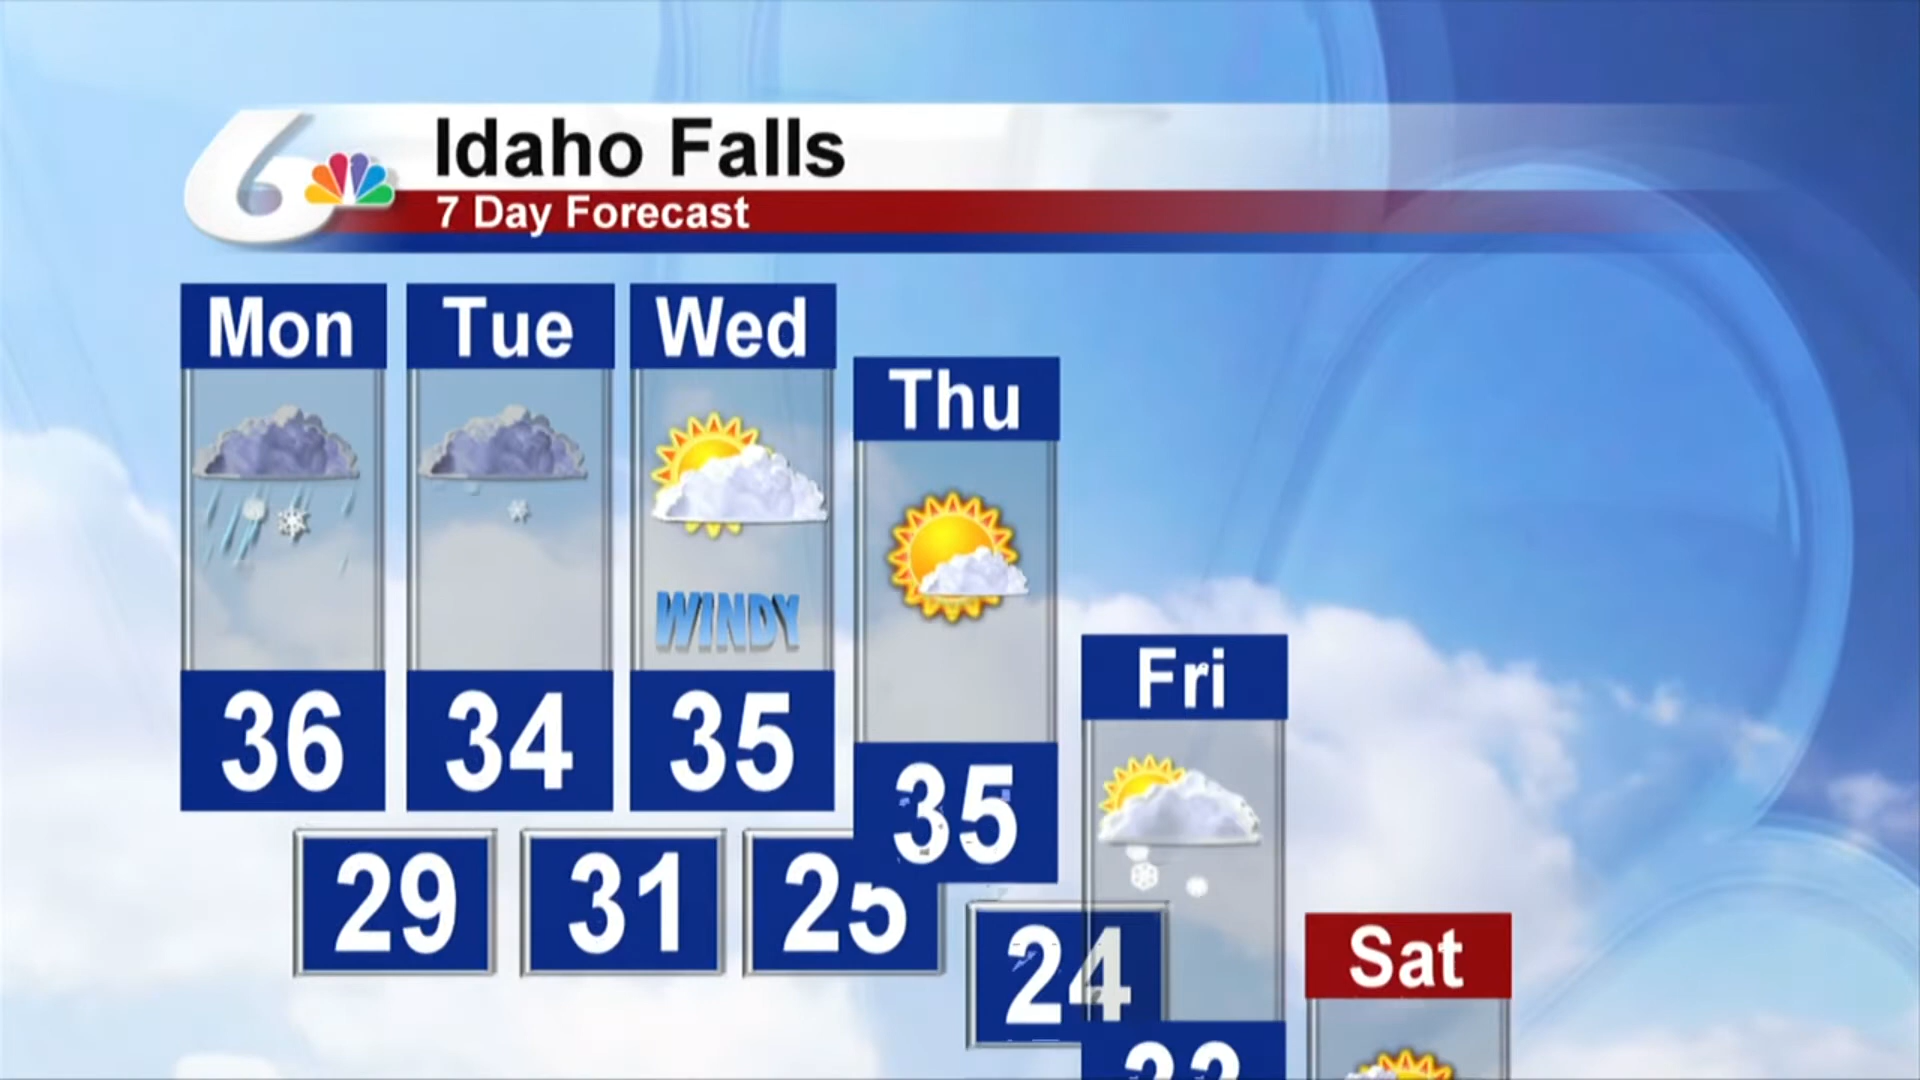 6
Idaho Falls
7 Day Forecast
Mon
Tue
Wed
Thu
Fri
Sat
WINDY
36
34
35
35
29
31
25
24